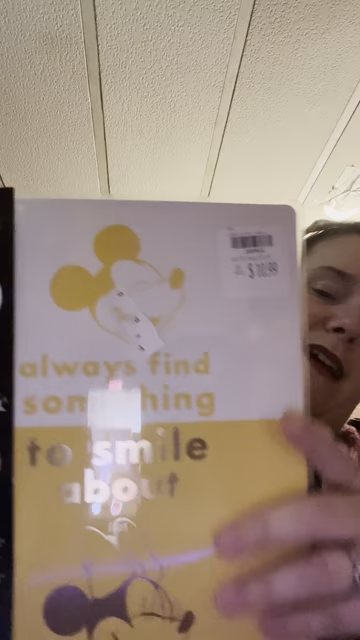 $10.99
always find
something
to smile
about